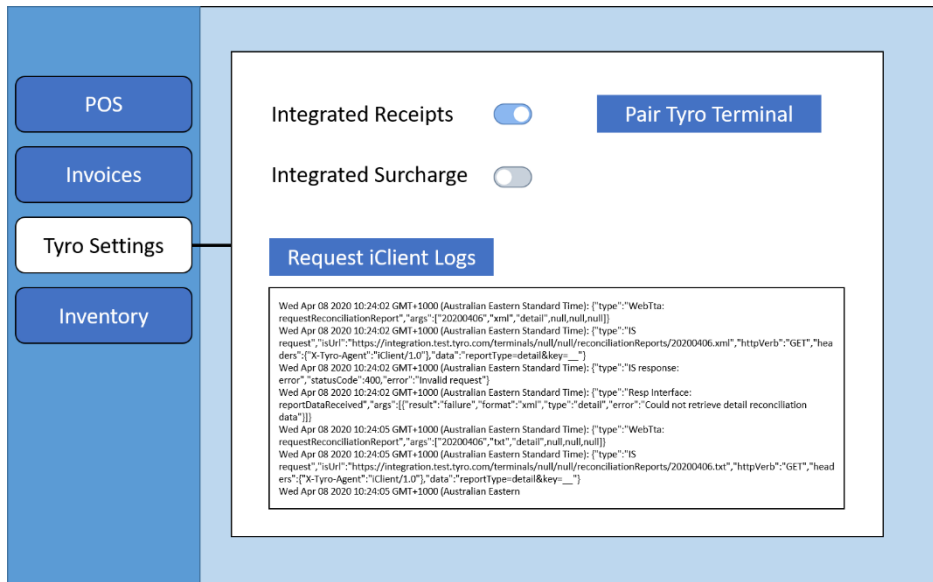 POS
Invoices
Tyro Settings
Inventory
Integrated Receipts
Pair Tyro Terminal
Integrated Surcharge
Request iClient Logs
Wed Apr 08 2020 10:24:02 GMT+1000 (Australian Eastern Standard Time): {"type":"WebTta:
requestReconciliationReport","args":["20200406","xml","detail",null,null,null]}
Wed Apr 08 2020 10:24:02 GMT+1000 (Australian Eastern Standard Time): {"type":"IS
request","isUrl":"https://integration.test.tyro.com/terminals/null/null/reconciliationReports/20200406.xml","httpVerb":"GET","hea
ders":{"X-Tyro-Agent":"iClient/1.0"},"data":"reportType=detail&key=__"}
Wed Apr 08 2020 10:24:02 GMT+1000 (Australian Eastern Standard Time): {"type":"IS response:
error","statusCode":400,"error":"Invalid request"}
Wed Apr 08 2020 10:24:02 GMT+1000 (Australian Eastern Standard Time): {"type":"Resp Interface:
reportDataReceived","args":[{"result":"failure","format":"xml","type":"detail","error":"Could not retrieve detail reconciliation
data"}]}
Wed Apr 08 2020 10:24:05 GMT+1000 (Australian Eastern Standard Time): {"type":"WebTta:
requestReconciliationReport","args":["20200406","txt","detail",null,null,null]}
Wed Apr 08 2020 10:24:05 GMT+1000 (Australian Eastern Standard Time): {"type":"IS
request","isUrl":"https://integration.test.tyro.com/terminals/null/null/reconciliationReports/20200406.txt","httpVerb":"GET","head
ers":{"X-Tyro-Agent":"iClient/1.0"},"data":"reportType=detail&key=__"}
Wed Apr 08 2020 10:24:05 GMT+1000 (Australian Eastern